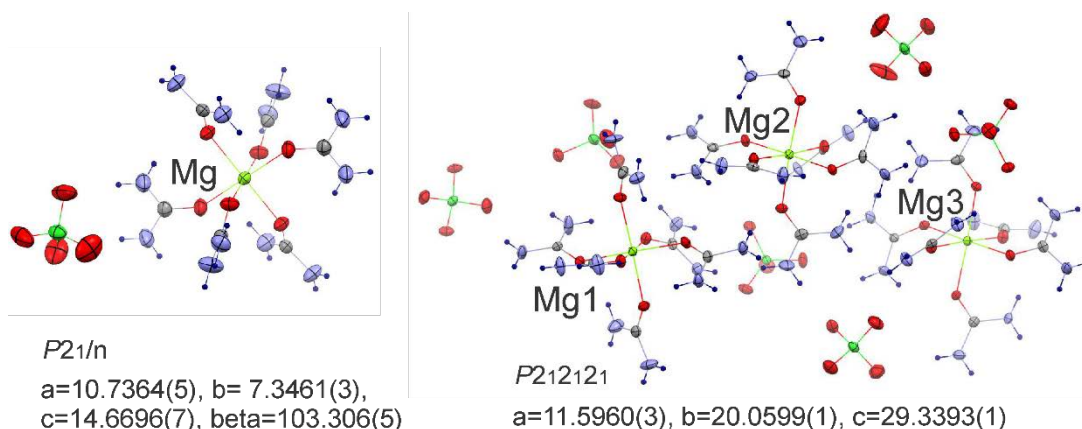 Mg
Mg1
Mg2
Mg3
P21/n
a=10.7364(5), b= 7.3461(3),
c=14.6696(7), beta=103.306(5)
P212121
a=11.5960(3), b=20.0599(1), c=29.3393(1)